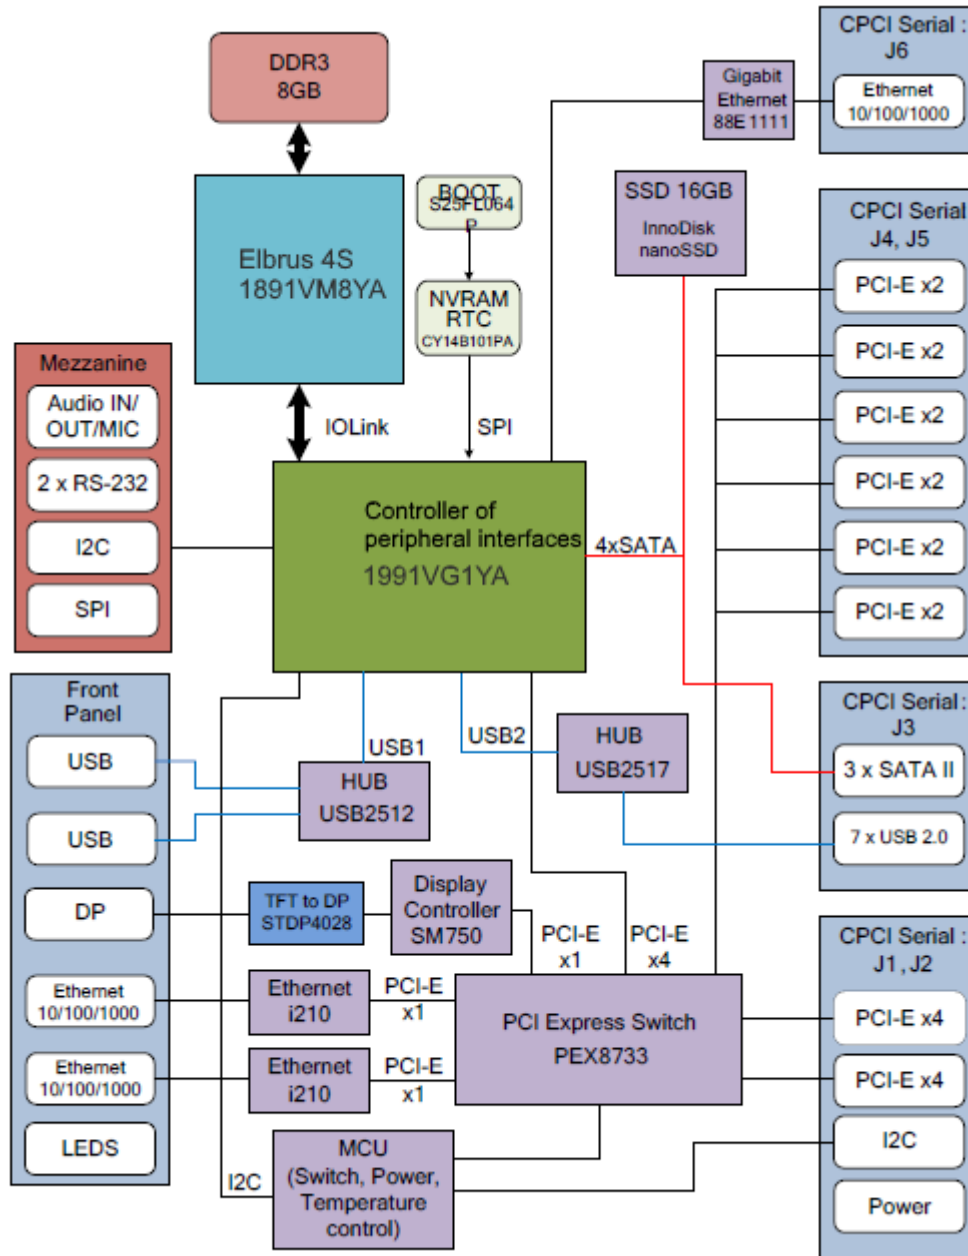 DDR3
8GB
Elbrus 4S
1891VM8YA
BOOT
S25FL064
P
NVRAM
RTC
CY14B101PA
IOLink
SPI
Gigabit
Ethernet
88E1111
CPCI Serial :
J6
Ethernet
10/100/1000
SSD 16GB
InnoDisk
nanoSSD
CPCI Serial
J4, J5
PCI-E x2
PCI-E x2
PCI-E x2
PCI-E x2
PCI-E x2
PCI-E x2
Mezzanine
Audio IN/
OUT/MIC
2 x RS-232
I2C
SPI
Controller of
peripheral interfaces
1991VG1YA
4xSATA
Front
Panel
USB
USB
DP
Ethernet
10/100/1000
Ethernet
10/100/1000
LEDS
USB1
HUB
USB2512
USB2
HUB
USB2517
CPCI Serial :
J3
3 x SATA II
7 x USB 2.0
TFT to DP
STDP4028
Display
Controller
SM750
PCI-E
x1
PCI-E
x4
Ethernet
i210
PCI-E
x1
Ethernet
i210
PCI-E
x1
PCI Express Switch
PEX8733
CPCI Serial :
J1 , J2
PCI-E x4
PCI-E x4
I2C
Power
I2C
MCU
(Switch, Power,
Temperature
control)